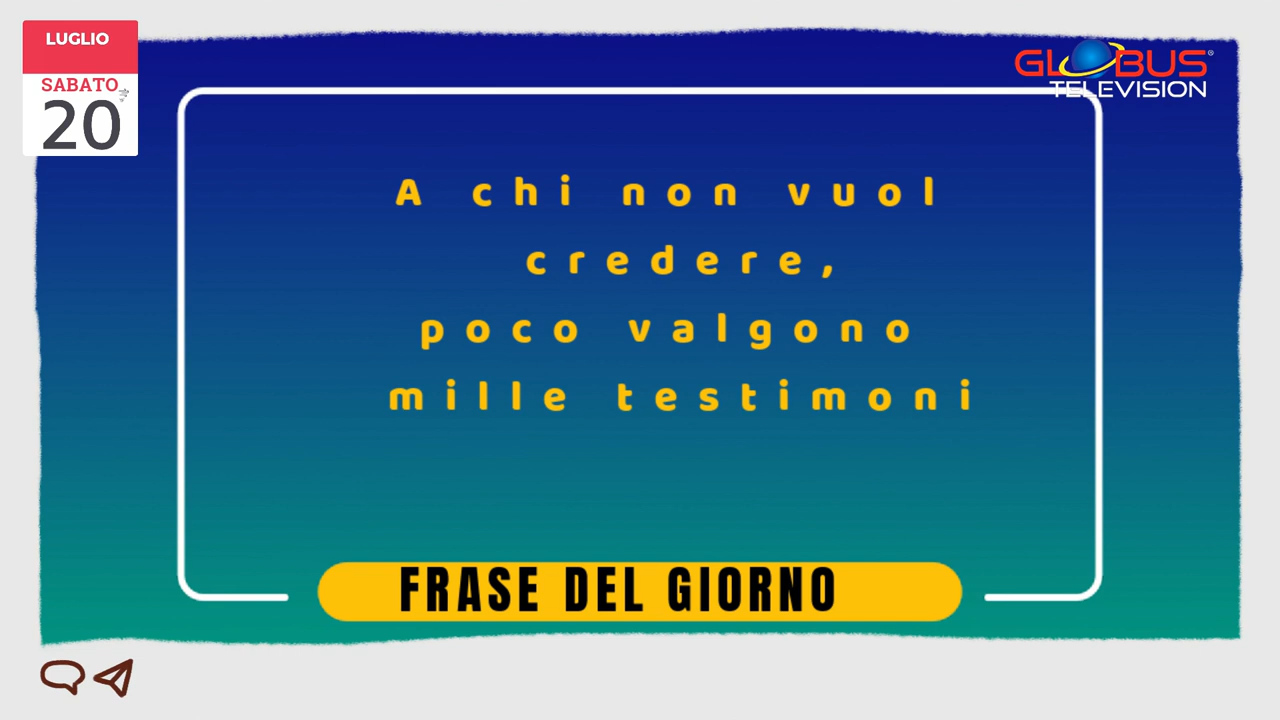 LUGLIO
SABATO
20
GLOBUS®
TELEVISION
A chi non vuol
credere,
poco valgono
mille testimoni
FRASE DEL GIORNO